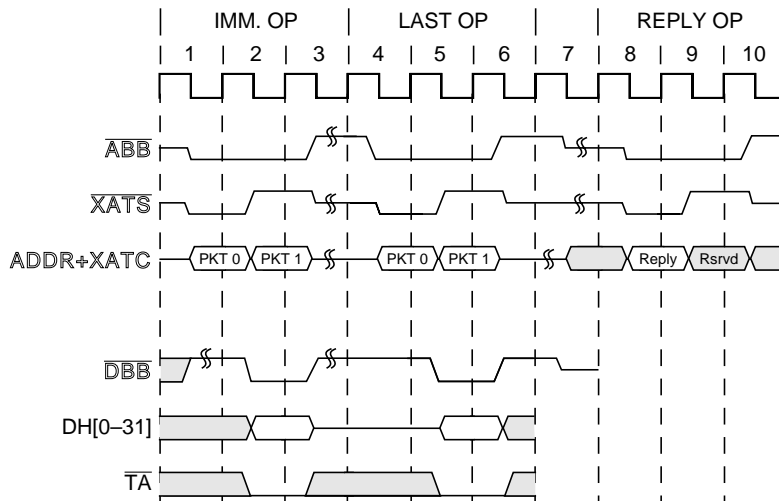 IMM. OP LAST OP REPLY OP
1 2 3 4 5 6 7 8 9 10
ABB
XATS
ADDR+XATC PKT 0 PKT 1 PKT 0 PKT 1 Reply Rsrvd
DBB
DH[0–31]
TA